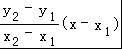 y₂ − y₁
x₂ − x₁ (x − x₁)